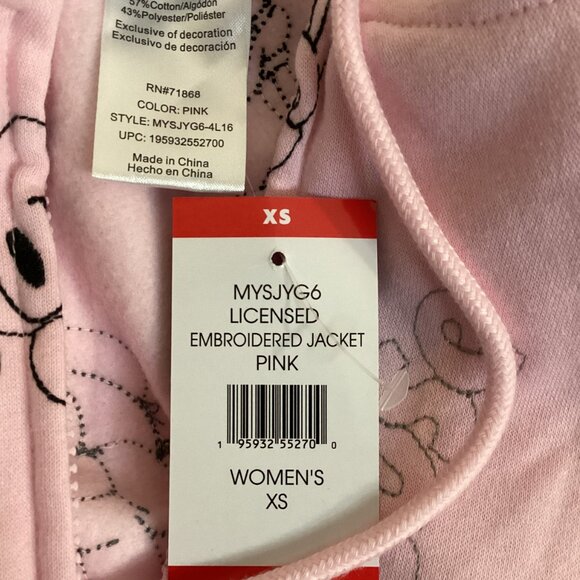 57%Cotton/Algodón
43%Polyester/Poliéster
Exclusive of decoration
Exclusivo de decoración
RN#71868
COLOR: PINK
STYLE: MYSJYG6-4L16
UPC: 195932552700
Made in China
Hecho en China
XS
MYSJYG6
LICENSED
EMBROIDERED JACKET
PINK
1 95932 55270 0
WOMEN'S
XS